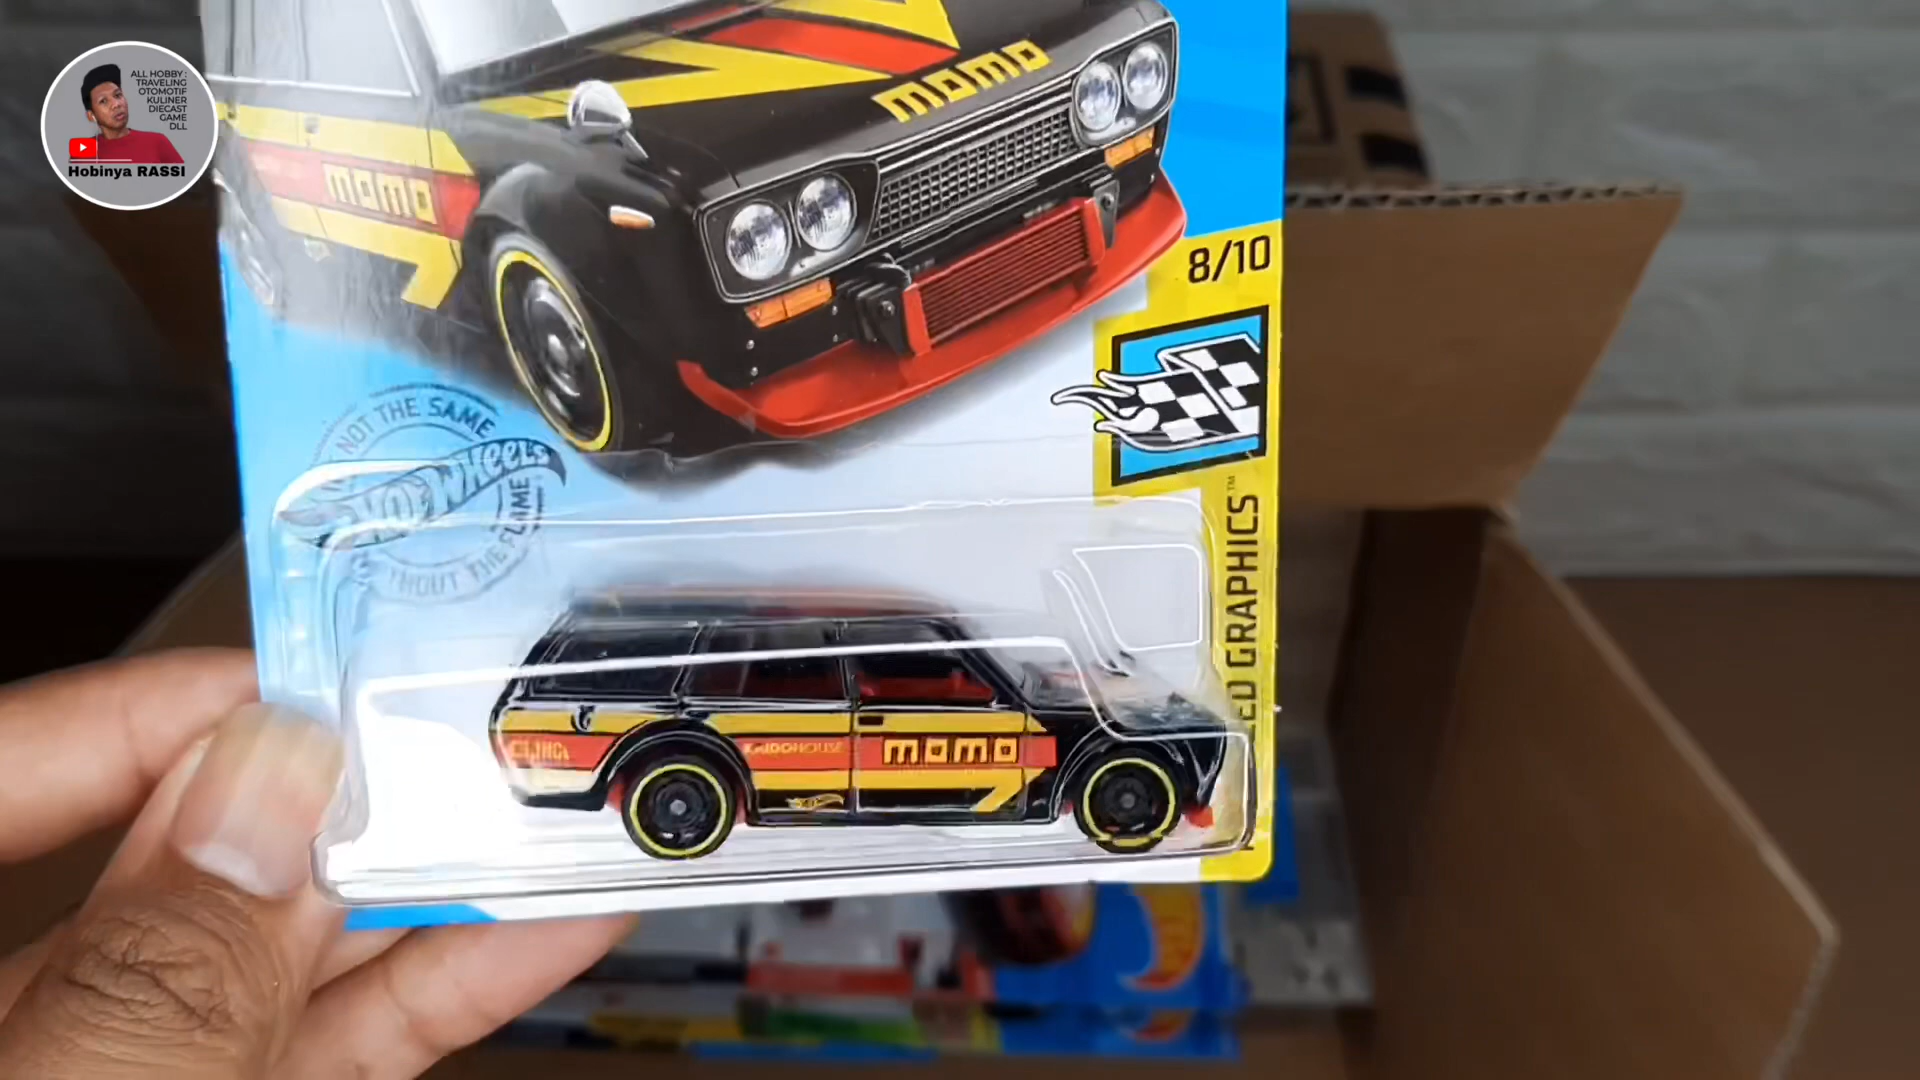 ALL HOBBY :
TRAVELING
OTOMOTIF
KULINER
DIECAST
GAME
DLL
Hobinya RASSI
momo
momo
8/10
NOT THE SAME
HOT WHEELS
THOUT THE FLAME
ED GRAPHICS™
KAIDOHOUSE
momo